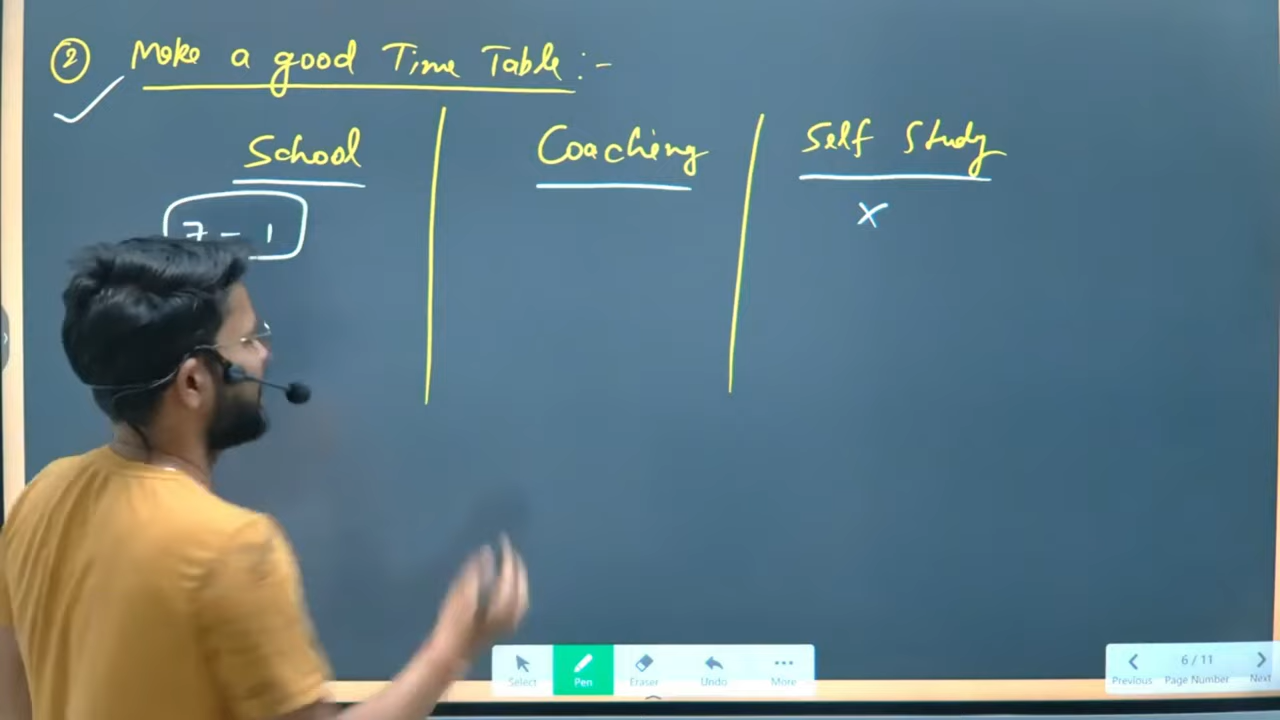 ② Make a good Time Table :-
School Coaching Self Study
7 - 1 x
Select Pen Eraser Undo More
6 / 11
Previous Page Number Next